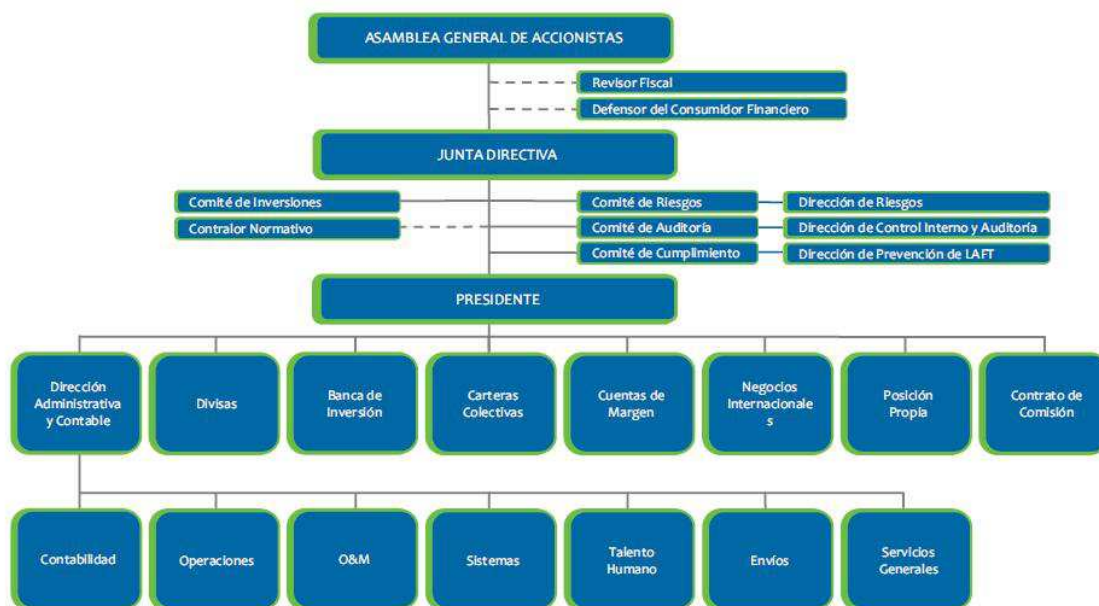 ASAMBLEA GENERAL DE ACCIONISTAS
Revisor Fiscal
Defensor del Consumidor Financiero
JUNTA DIRECTIVA
Comité de Inversiones
Comité de Riesgos
Dirección de Riesgos
Contralor Normativo
Comité de Auditoría
Dirección de Control Interno y Auditoría
Comité de Cumplimiento
Dirección de Prevención de LAFT
PRESIDENTE
Dirección
Administrativa
y Contable
Divisas
Banca de
Inversión
Carteras
Colectivas
Cuentas de
Margen
Negocios
Internacionale
s
Posición
Propia
Contrato de
Comisión
Contabilidad
Operaciones
O&M
Sistemas
Talento
Humano
Envíos
Servicios
Generales